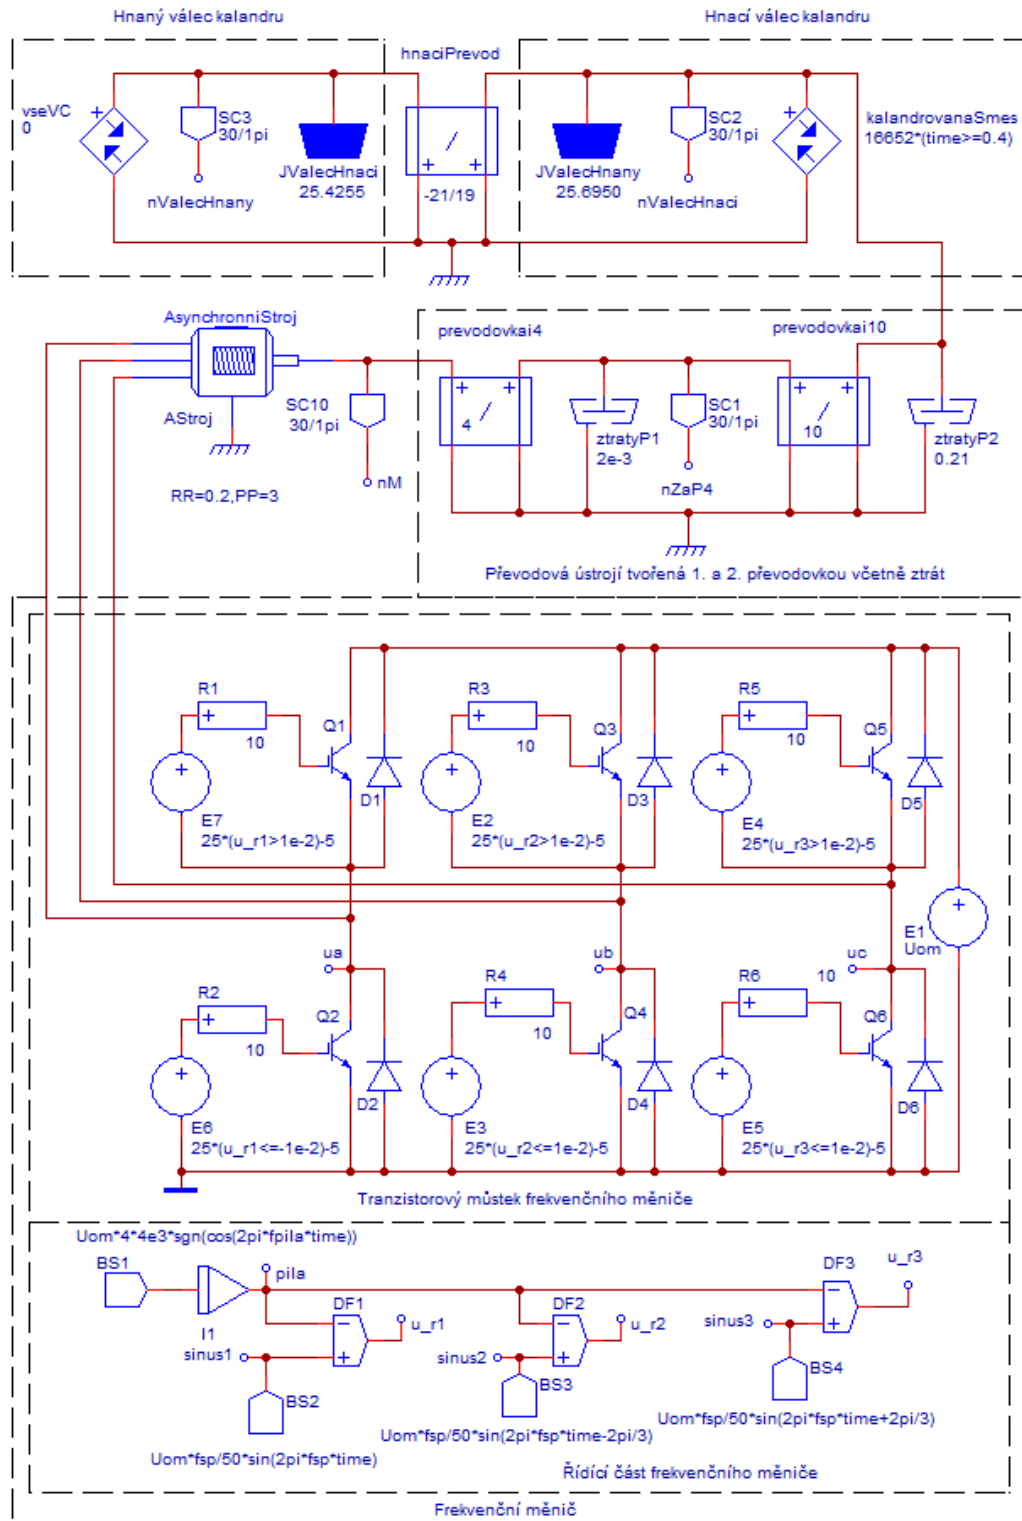 Hnaný válec kalandru
Hnací válec kalandru
hnaciPrevod
vseVC
0
SC3
30/1pi
JValecHnaci
25.4255
nValecHnany
-21/19
JValecHnany
25.6950
SC2
30/1pi
nValecHnaci
kalandrovanaSmes
16652*(time>=0.4)
AsynchronniStroj
AStroj
RR=0.2,PP=3
SC10
30/1pi
nM
prevodovkai4
4
ztratyP1
2e-3
SC1
30/1pi
nZaP4
prevodovkai10
10
ztratyP2
0.21
Převodová ústrojí tvořená 1. a 2. převodovkou včetně ztrát
R1
10
Q1
D1
E7
25*(u_r1>1e-2)-5
R3
10
Q3
D3
E2
25*(u_r2>1e-2)-5
R5
10
Q5
D5
E4
25*(u_r3>1e-2)-5
E1
Uom
ua
ub
uc
R2
10
Q2
D2
E6
25*(u_r1<=-1e-2)-5
R4
10
Q4
D4
E3
25*(u_r2<=1e-2)-5
R6
10
Q6
D6
E5
25*(u_r3<=1e-2)-5
Tranzistorový můstek frekvenčního měniče
Uom*4*4e3*sgn(cos(2pi*fpila*time))
BS1
I1
pila
DF1
u_r1
sinus1
BS2
Uom*fsp/50*sin(2pi*fsp*time)
DF2
u_r2
sinus2
BS3
Uom*fsp/50*sin(2pi*fsp*time-2pi/3)
DF3
u_r3
sinus3
BS4
Uom*fsp/50*sin(2pi*fsp*time+2pi/3)
Řídící část frekvenčního měniče
Frekvenční měnič